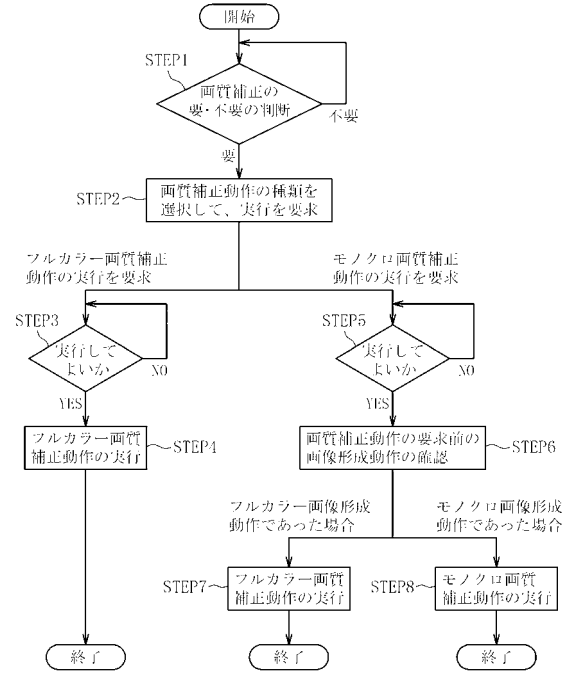 開始
STEP1
画質補正の
要・不要の判断
不要
要
STEP2
画質補正動作の種類を
選択して、実行を要求
フルカラー画質補正
動作の実行を要求
モノクロ画質補正
動作の実行を要求
STEP3
実行して
よいか
NO
YES
STEP5
実行して
よいか
NO
YES
フルカラー画質
補正動作の実行
STEP4
画質補正動作の要求前の
画像形成動作の確認
STEP6
フルカラー画像形成
動作であった場合
モノクロ画像形成
動作であった場合
STEP7
フルカラー画質
補正動作の実行
STEP8
モノクロ画質
補正動作の実行
終了
終了
終了